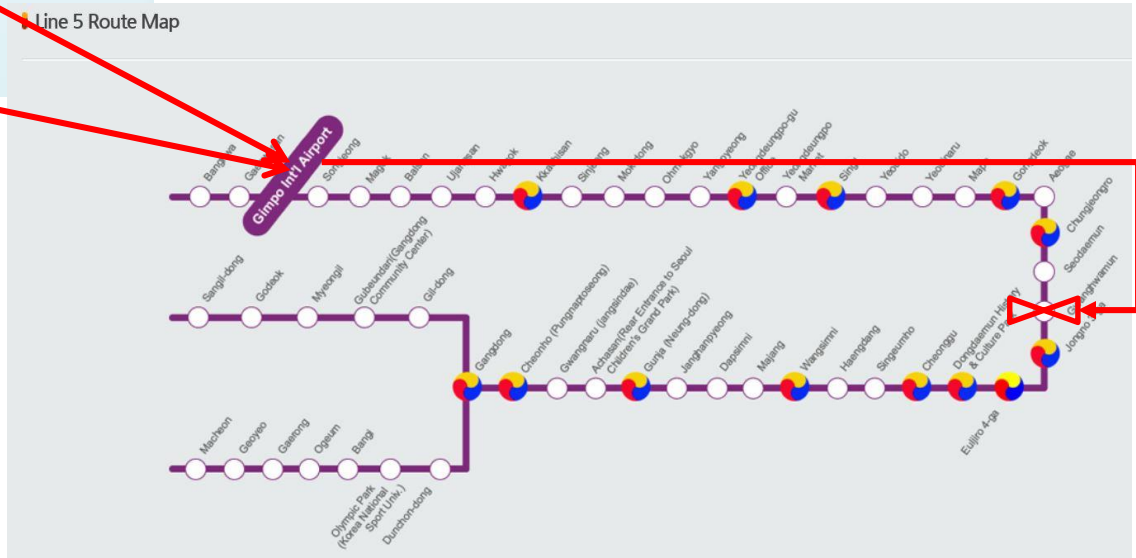 Line 5 Route Map
Banghwa
Gimpo Int'l Airport
Songjeong
Magok
Balsan
Ujangsan
Hwagok
Kkachisan
Sinjeong
Mok-dong
Ohmokgyo
Yangpyeong
Yeongdeungpo-gu
Office
Yeongdeungpo
Market
Singil
Yeouido
Yeouinaru
Mapo
Gongdeok
Aeogae
Chungjeongro
Seodaemun
Gwanghwamun
Jongno 3-ga
Sangil-dong
Godeok
Myeongil
Gubeundari(Gangdong
Community Center)
Gil-dong
Gangdong
Cheonho (Pungnaptoseong)
Gwangnaru (jangsindae)
Achasan(Rear Entrance to Seoul
Children's Grand Park)
Gunja (Neung-dong)
Janghanpyeong
Dapsimni
Majang
Wangsimni
Haengdang
Singeumho
Cheonggu
Dongdaemun History
& Culture Park
Euljiro 4-ga
Macheon
Geoyeo
Gaerong
Ogeum
Bangi
Olympic Park
(Korea National
Sport Univ.)
Dunchon-dong